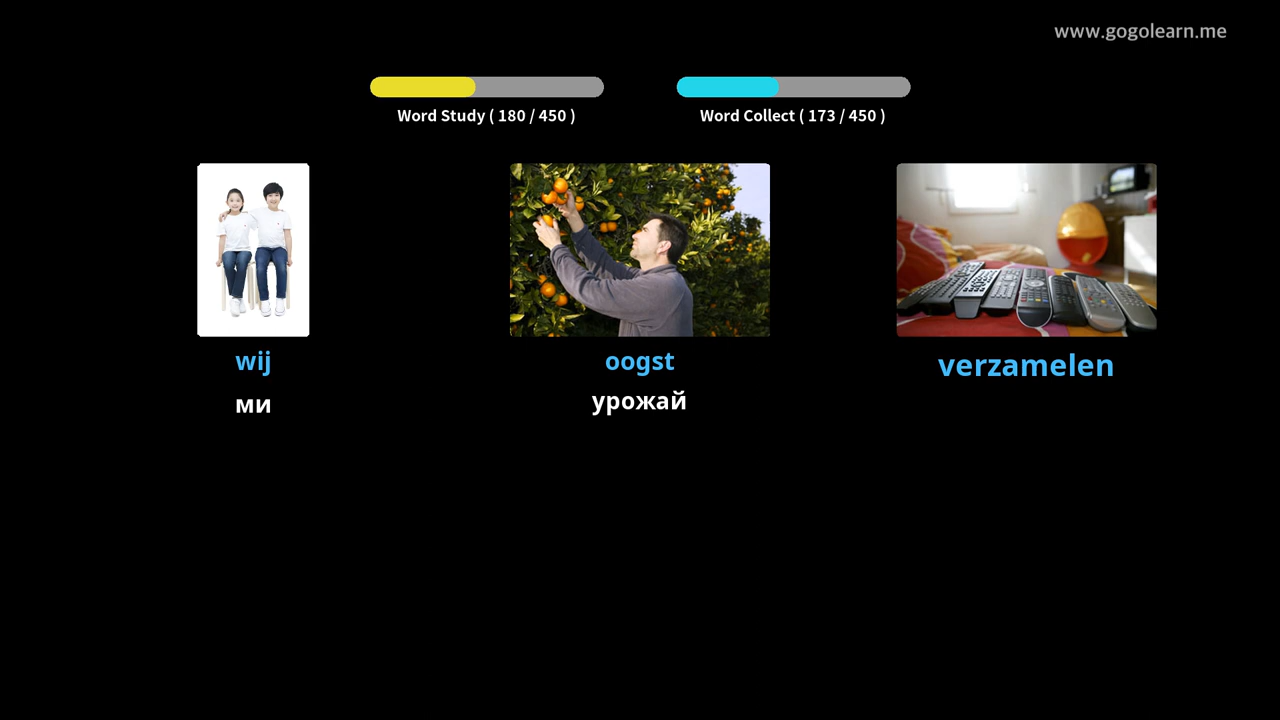 www.gogolearn.me
Word Study ( 180 / 450 )
Word Collect ( 173 / 450 )
wij
ми
oogst
урожай
verzamelen